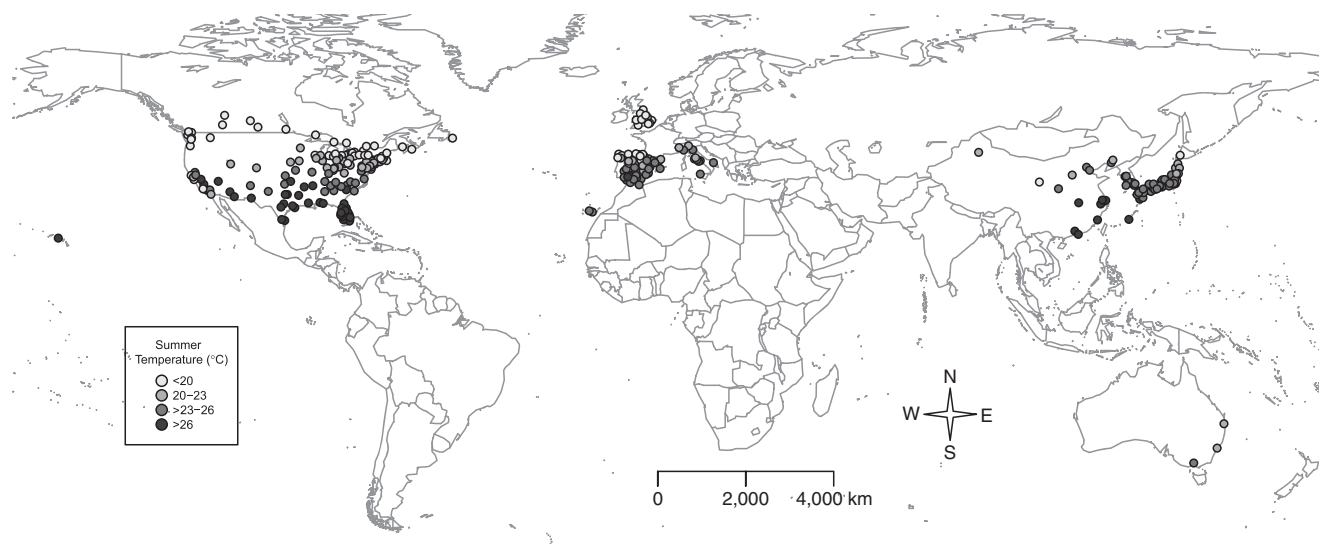 Summer
Temperature (°C)
<20
20–23
>23–26
>26
N
W E
S
0 2,000 4,000 km